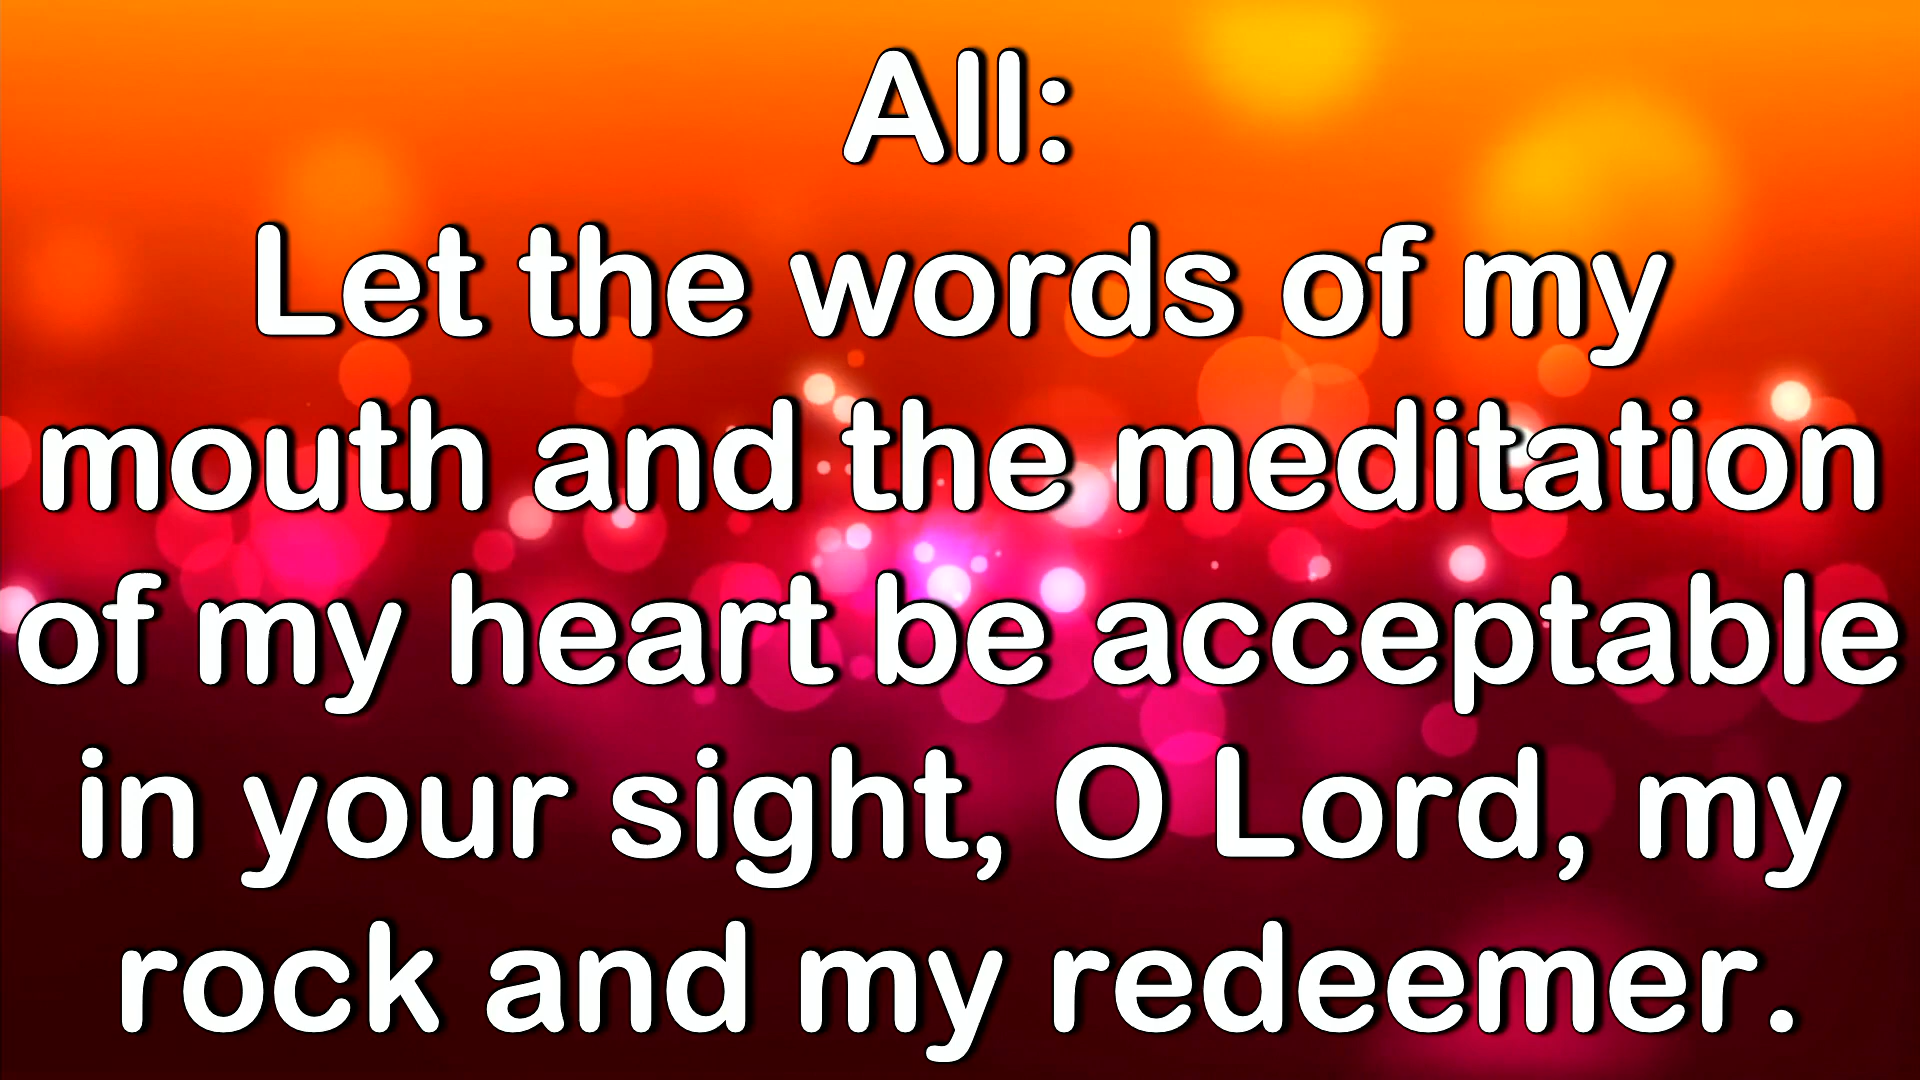 All:
Let the words of my
mouth and the meditation
of my heart be acceptable
in your sight, O Lord, my
rock and my redeemer.